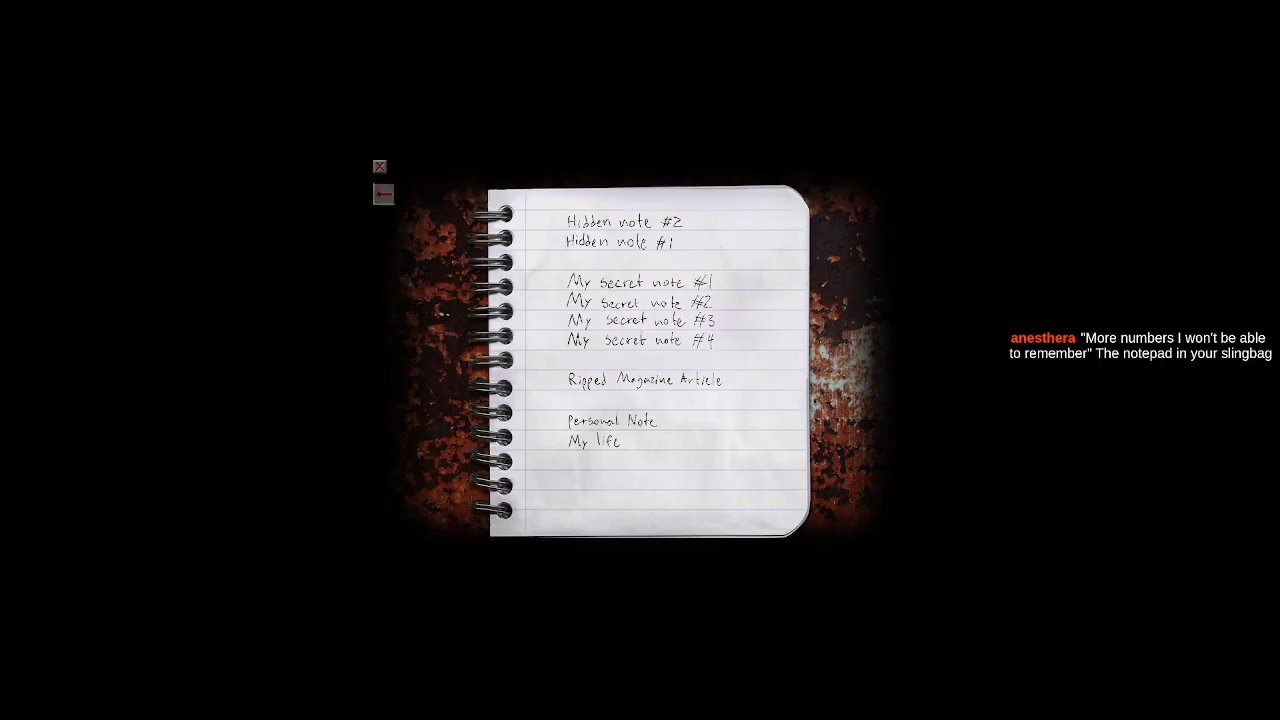 Hidden note #2
Hidden note #1
My secret note #1
My secret note #2
My secret note #3
My secret note #4
Ripped Magazine Article
personal Note
My life
anesthera "More numbers I won't be able
to remember" The notepad in your slingbag